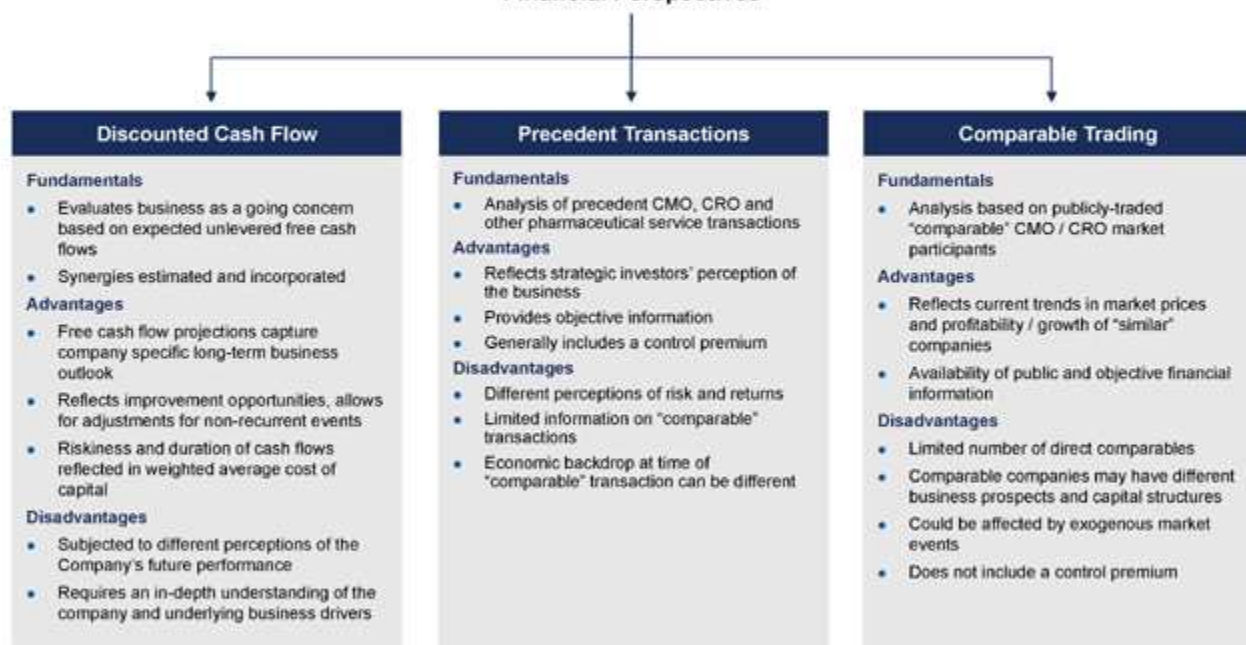 Discounted Cash Flow
Fundamentals
• Evaluates business as a going concern
based on expected unlevered free cash
flows
• Synergies estimated and incorporated
Advantages
• Free cash flow projections capture
company specific long-term business
outlook
• Reflects improvement opportunities, allows
for adjustments for non-recurrent events
• Riskiness and duration of cash flows
reflected in weighted average cost of
capital
Disadvantages
• Subjected to different perceptions of the
Company's future performance
• Requires an in-depth understanding of the
company and underlying business drivers
Precedent Transactions
Fundamentals
• Analysis of precedent CMO, CRO and
other pharmaceutical service transactions
Advantages
• Reflects strategic investors' perception of
the business
• Provides objective information
• Generally includes a control premium
Disadvantages
• Different perceptions of risk and returns
• Limited information on "comparable"
transactions
• Economic backdrop at time of
"comparable" transaction can be different
Comparable Trading
Fundamentals
• Analysis based on publicly-traded
"comparable" CMO / CRO market
participants
Advantages
• Reflects current trends in market prices
and profitability / growth of "similar"
companies
• Availability of public and objective financial
information
Disadvantages
• Limited number of direct comparables
• Comparable companies may have different
business prospects and capital structures
• Could be affected by exogenous market
events
• Does not include a control premium